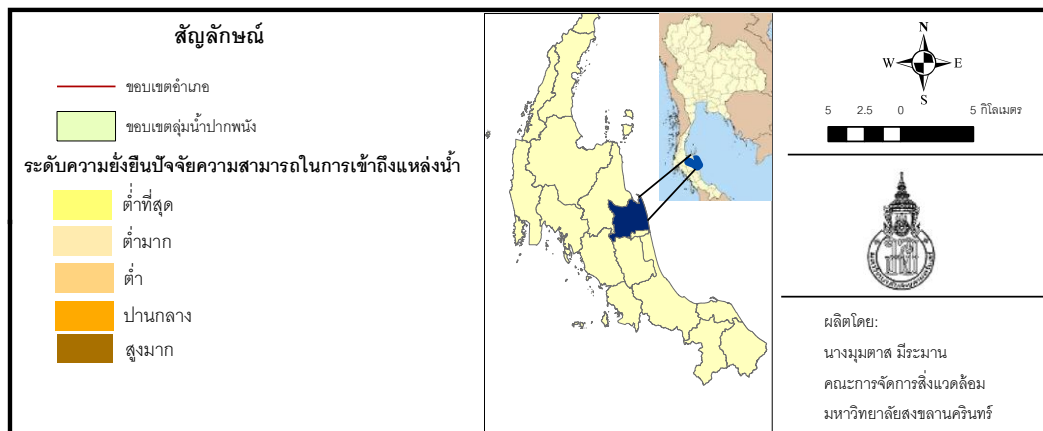 สัญลักษณ์
ขอบเขตอำเภอ
ขอบเขตลุ่มน้ำปากพนัง
ระดับความยั่งยืนปัจจัยความสามารถในการเข้าถึงแหล่งน้ำ
ต่ำที่สุด
ต่ำมาก
ต่ำ
ปานกลาง
สูงมาก
N
W E
S
5 2.5 0 5 กิโลเมตร
ผลิตโดย:
นางมุมตาส มีระมาน
คณะการจัดการสิ่งแวดล้อม
มหาวิทยาลัยสงขลานครินทร์